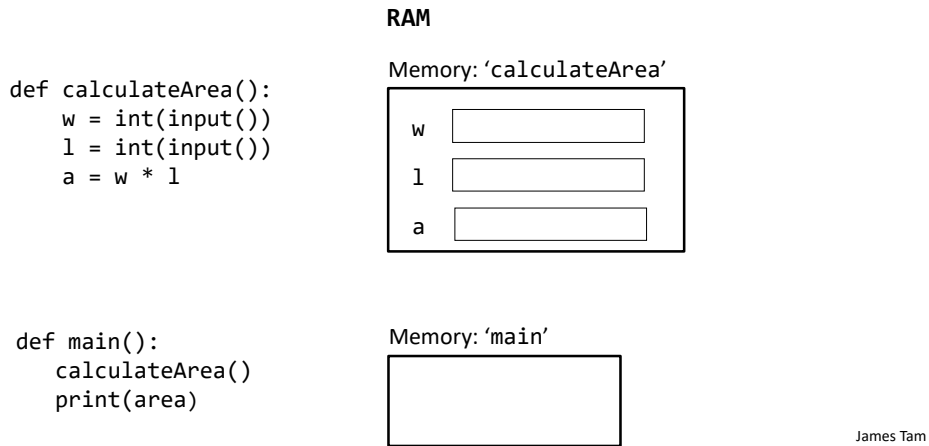 RAM
def calculateArea():
    w = int(input())
    l = int(input())
    a = w * l
Memory: ‘calculateArea’
w
l
a
def main():
    calculateArea()
    print(area)
Memory: ‘main’
James Tam